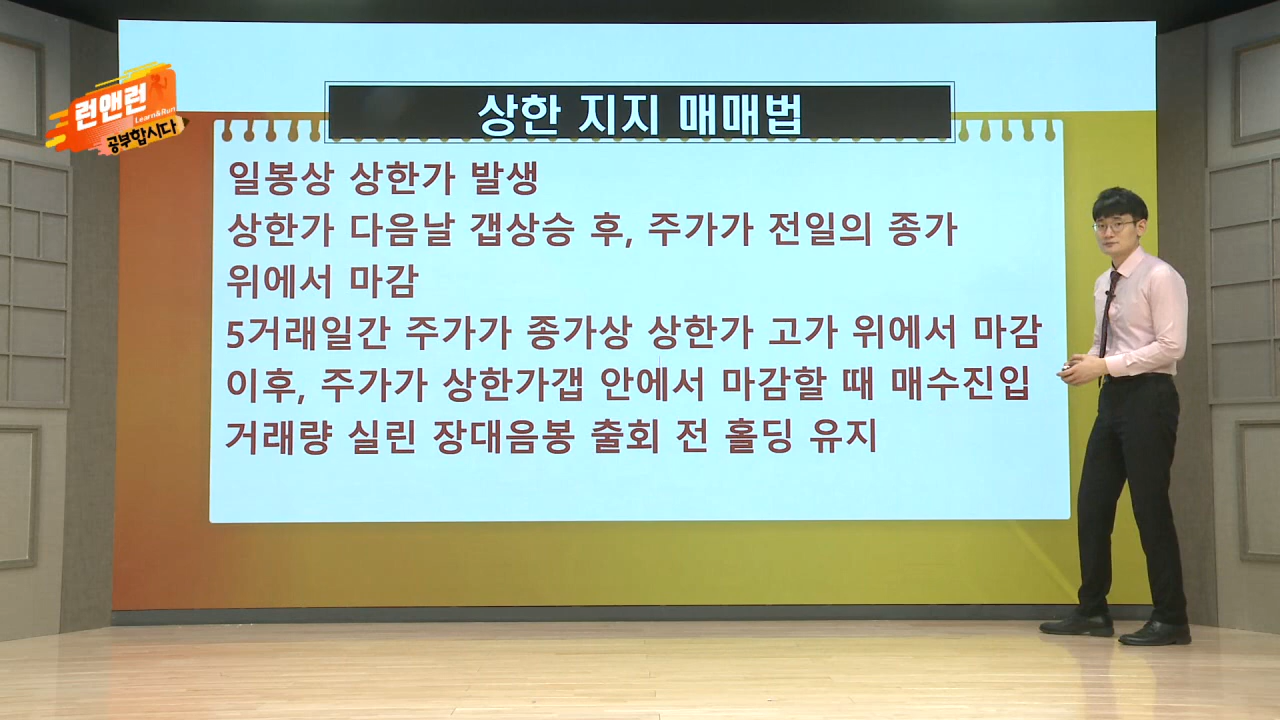 런앤런
Learn&Run
공부합시다
상한 지지 매매법
일봉상 상한가 발생
상한가 다음날 갭상승 후, 주가가 전일의 종가
위에서 마감
5거래일간 주가가 종가상 상한가 고가 위에서 마감
이후, 주가가 상한가갭 안에서 마감할 때 매수진입
거래량 실린 장대음봉 출회 전 홀딩 유지